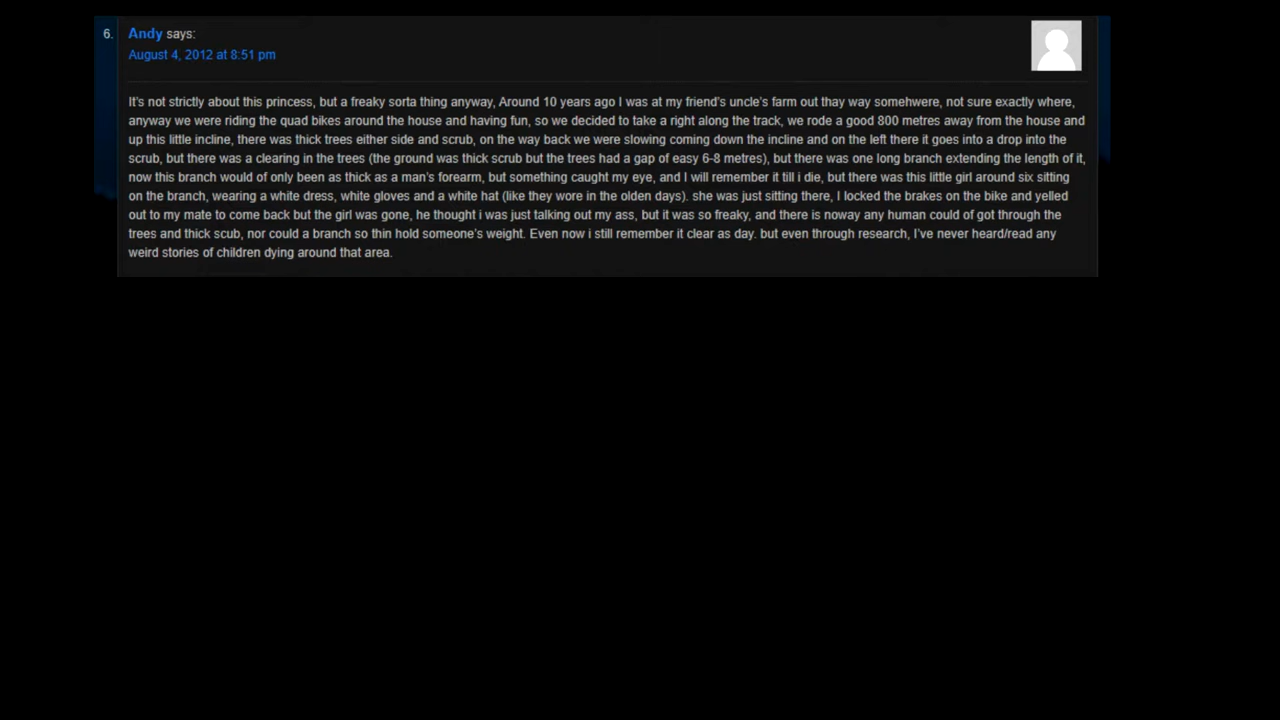 6. Andy says:
August 4, 2012 at 8:51 pm
It's not strictly about this princess, but a freaky sorta thing anyway, Around 10 years ago I was at my friend's uncle's farm out thay way somehwere, not sure exactly where,
anyway we were riding the quad bikes around the house and having fun, so we decided to take a right along the track, we rode a good 800 metres away from the house and
up this little incline, there was thick trees either side and scrub, on the way back we were slowing coming down the incline and on the left there it goes into a drop into the
scrub, but there was a clearing in the trees (the ground was thick scrub but the trees had a gap of easy 6-8 metres), but there was one long branch extending the length of it,
now this branch would of only been as thick as a man's forearm, but something caught my eye, and I will remember it till i die, but there was this little girl around six sitting
on the branch, wearing a white dress, white gloves and a white hat (like they wore in the olden days). she was just sitting there, I locked the brakes on the bike and yelled
out to my mate to come back but the girl was gone, he thought i was just talking out my ass, but it was so freaky, and there is noway any human could of got through the
trees and thick scub, nor could a branch so thin hold someone's weight. Even now i still remember it clear as day. but even through research, I've never heard/read any
weird stories of children dying around that area.